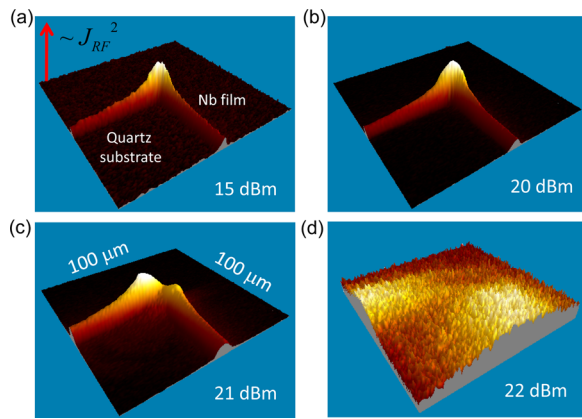 (a)
~ J_RF^2
Nb film
Quartz
substrate
15 dBm
(b)
20 dBm
(c)
100 μm
100 μm
21 dBm
(d)
22 dBm